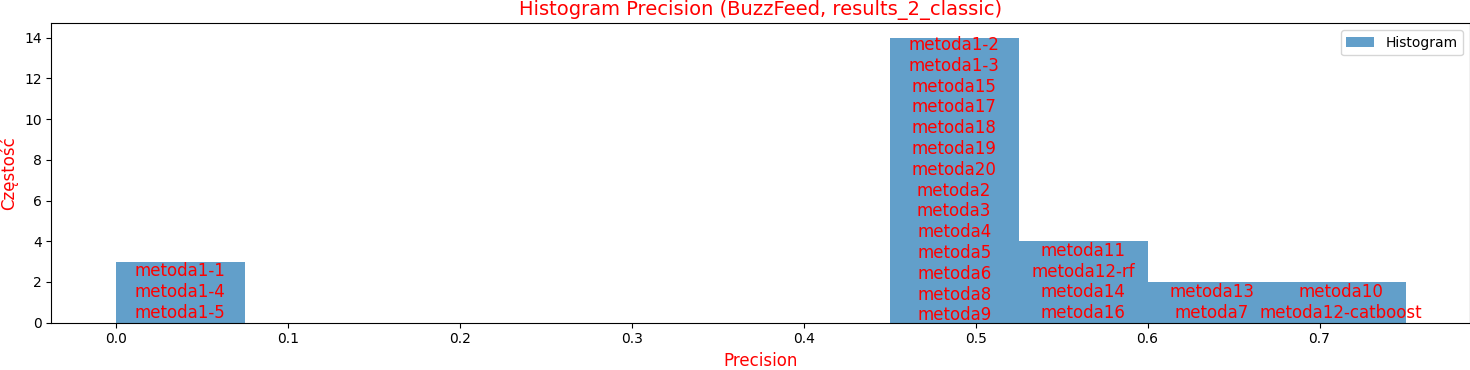 Histogram Precision (BuzzFeed, results_2_classic)
Histogram
Częstość
14
12
10
8
6
4
2
0
metoda1-1
metoda1-4
metoda1-5
metoda1-2
metoda1-3
metoda15
metoda17
metoda18
metoda19
metoda20
metoda2
metoda3
metoda4
metoda5
metoda6
metoda8
metoda9
metoda11
metoda12-rf
metoda14
metoda16
metoda13
metoda7
metoda10
metoda12-catboost
0.0 0.1 0.2 0.3 0.4 0.5 0.6 0.7
Precision